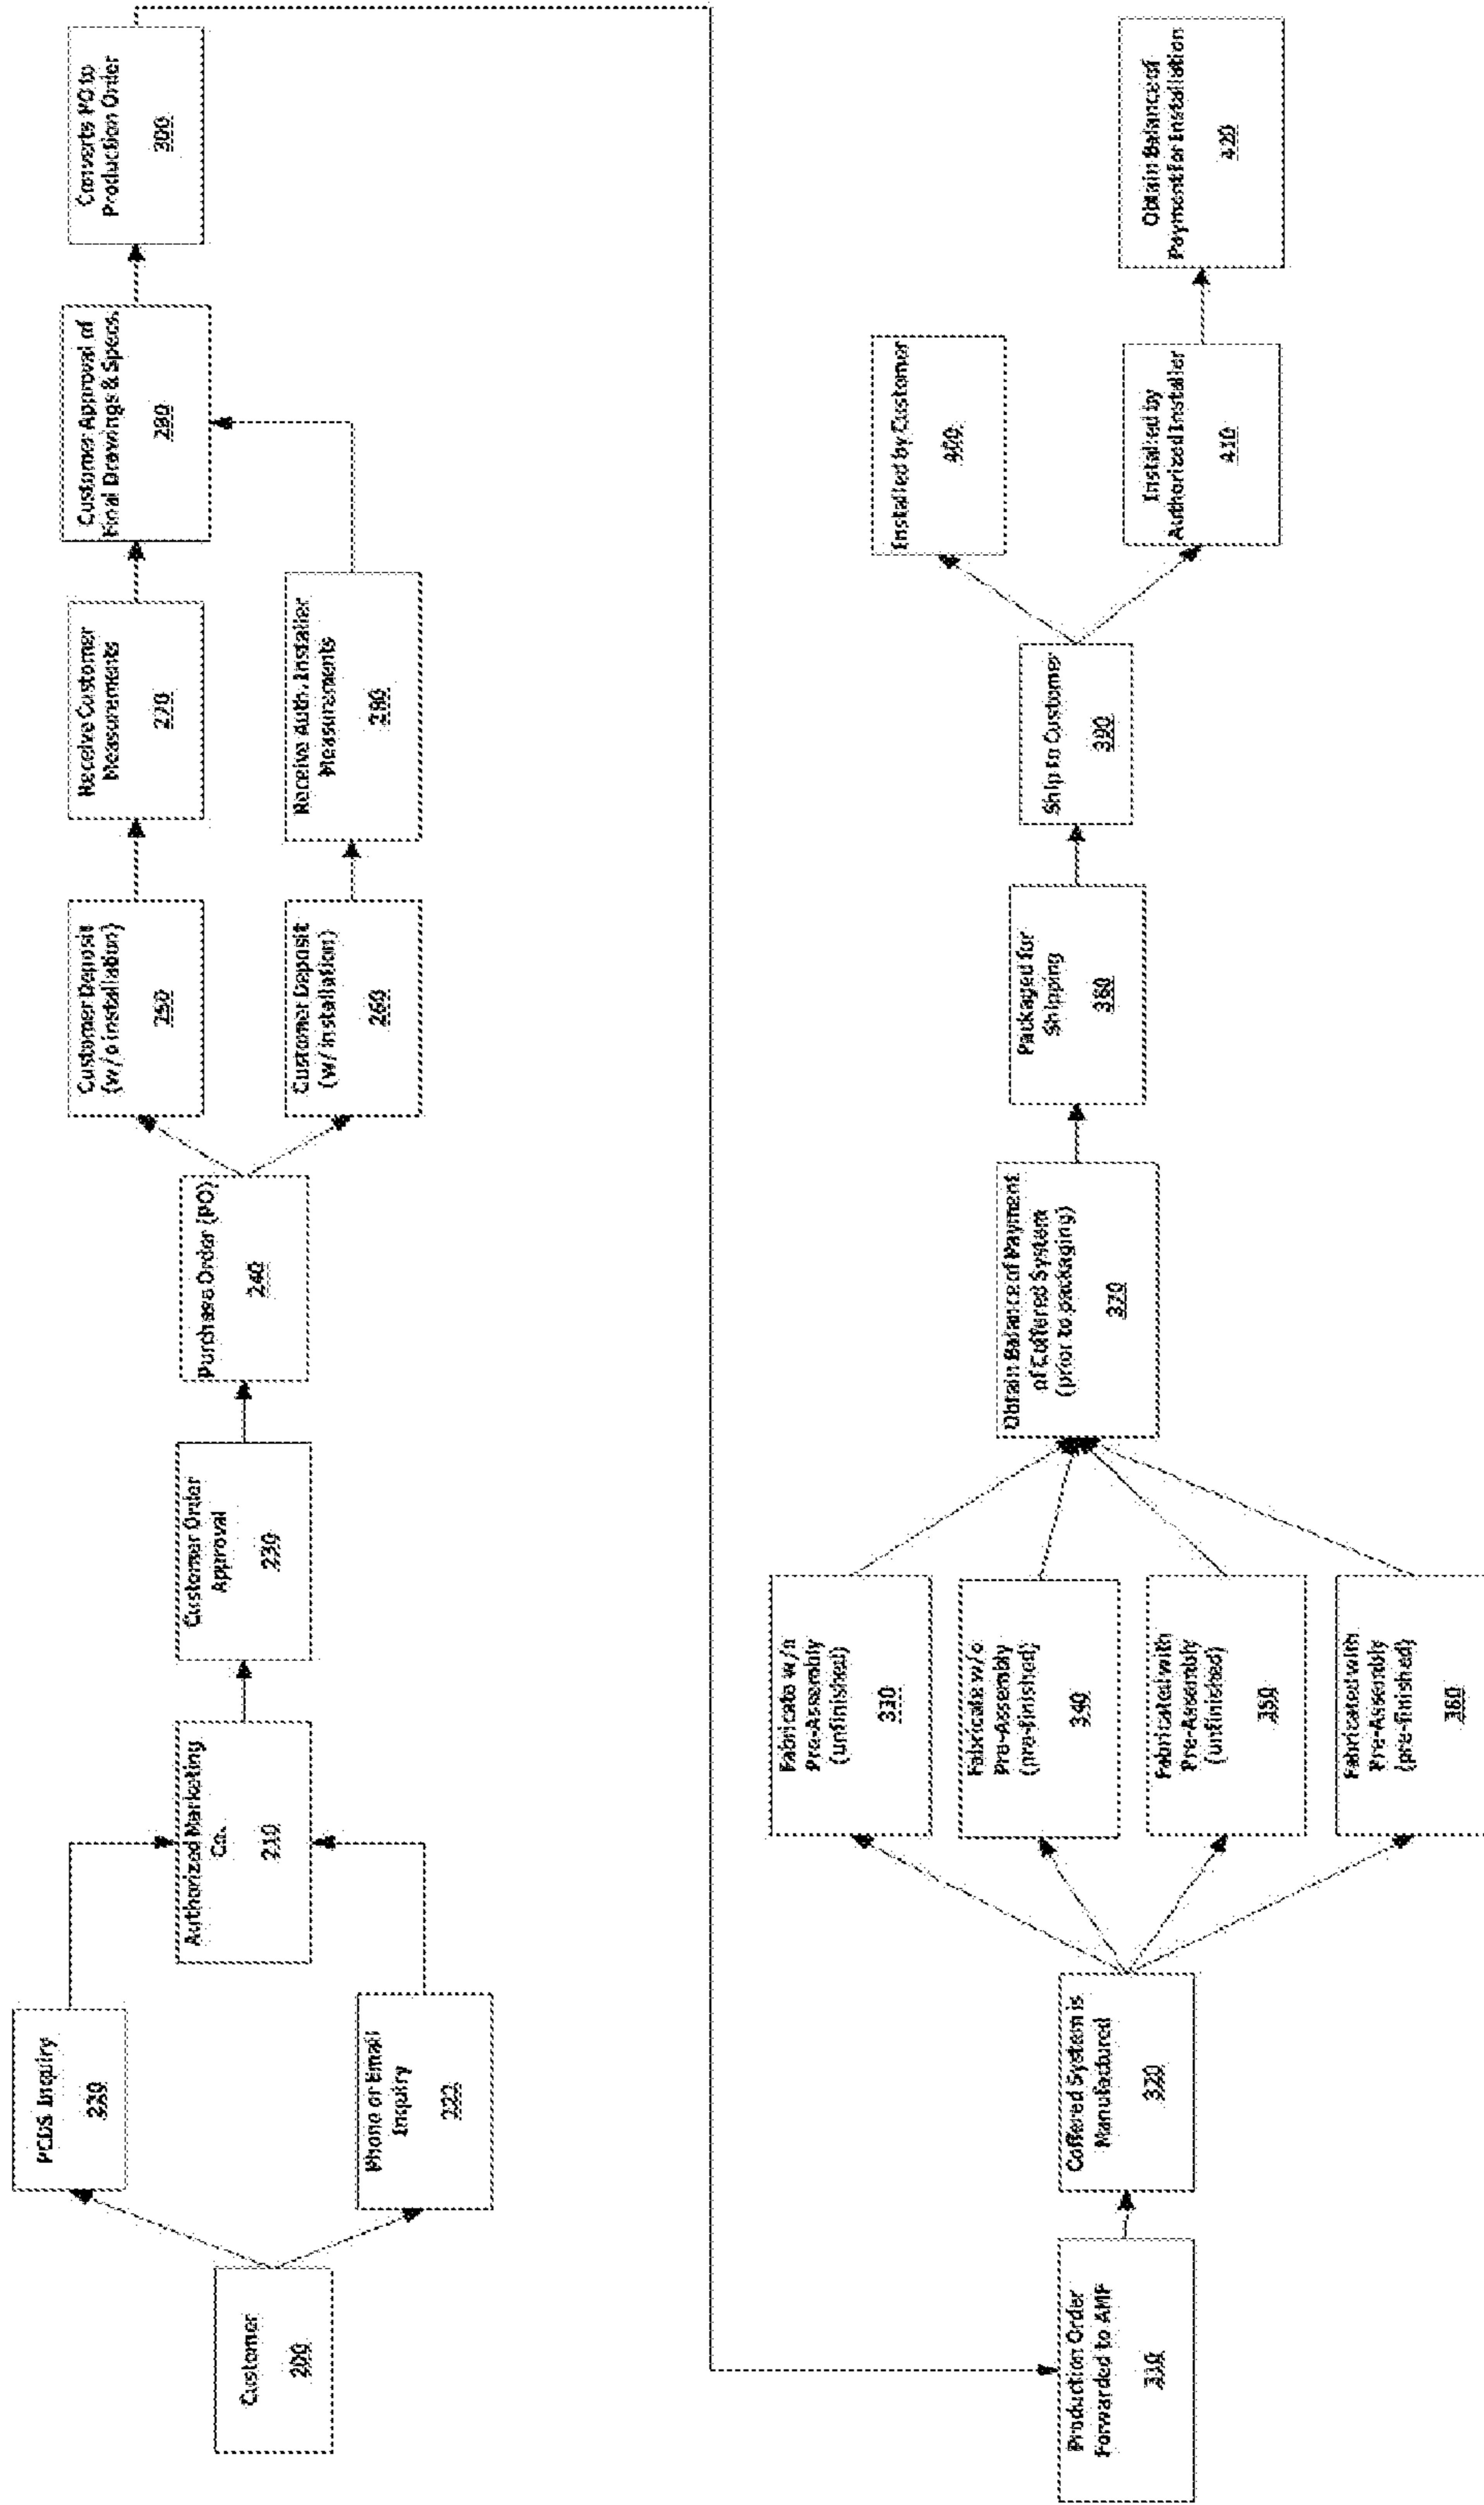 Customer
200
PCDS Inquiry
220
Phone or Email
Inquiry
222
Authorized Marketing
Co.
210
Customer Order
Approval
230
Purchase Order (PO)
240
Customer Deposit
(w/o installation)
250
Customer Deposit
(w/ installation)
260
Receive Customer
Measurements
270
Receive Auth. Installer
Measurements
280
Customer Approval of
Final Drawings & Specs.
Converts PO to
Production Order
300
Production Order
Forwarded to AMF
310
Coffered System is
Manufactured
320
Fabricate w/o
Pre-Assembly
(unfinished)
330
Fabricate w/o
Pre-Assembly
(pre-finished)
340
Fabricated with
Pre-Assembly
(unfinished)
350
Fabricated with
Pre-Assembly
(pre-finished)
360
Obtain Balance of Payment
of Coffered System
(prior to packaging)
370
Packaged for
Shipping
380
Ship to Customer
390
Installed by Customer
400
Installed by
Authorized Installer
410
Obtain Balance of
Payment for Installation
420